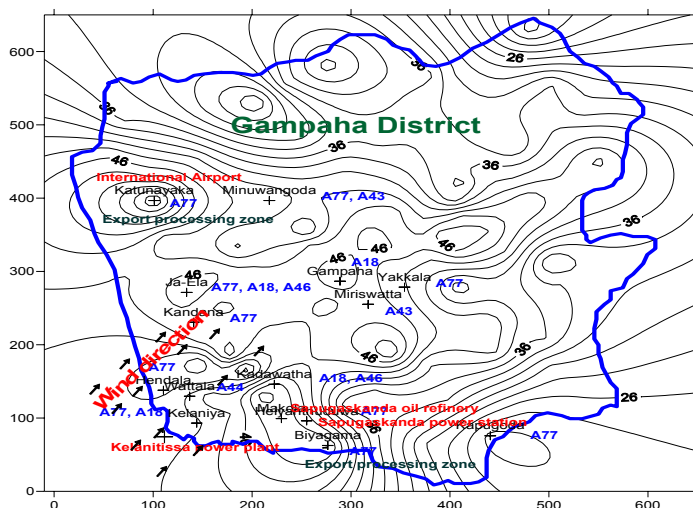 600
26
36
36
500
Gampaha District
36
36
46
International Airport
400
Katunayaka
Minuwangoda
A77
A77, A43
Export processing zone
36
46
46
300
A18
46
Gampaha
Ja-Ela
A77, A18, A46
Yakkala
A77
Miriswatta
Kandana
A77
A43
200
46
36
Wind direction
A77
Kadawatha
Hendala
Wattala
A44
A18, A46
26
100
A77, A18
Kelaniya
A77
Sapugaskanda oil refinery
Sapugaskanda power station
Biyagama
A77
Kelanitissa power plant
A77
Export processing zone
0
0
100
200
300
400
500
600